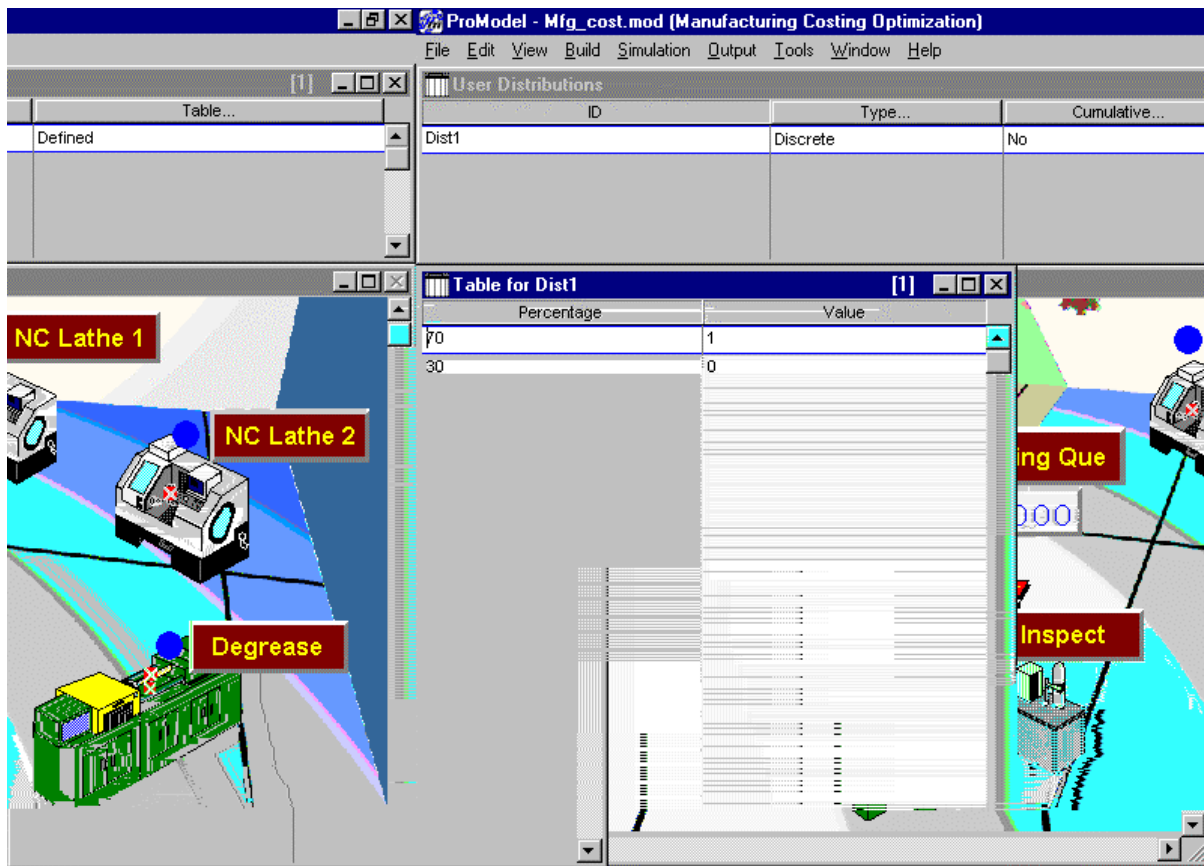 ProModel - Mfg_cost.mod (Manufacturing Costing Optimization)
File Edit View Build Simulation Output Tools Window Help
[1]
User Distributions
Table...
ID Type... Cumulative...
Defined
Dist1 Discrete No
Table for Dist1 [1]
Percentage Value
70 1
30 0
NC Lathe 1
NC Lathe 2
Degrease
ing Que
000
Inspect